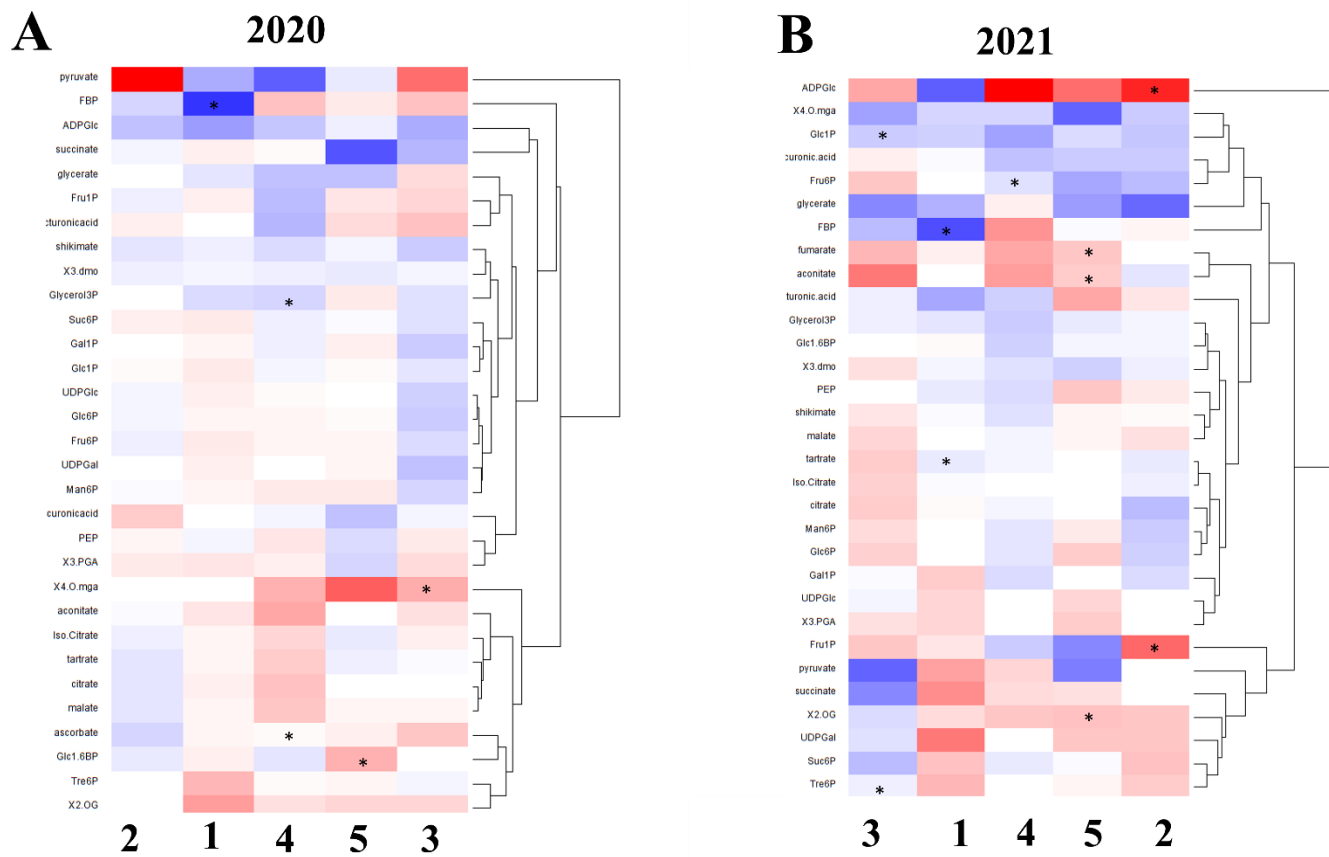 A
2020
pyruvate
FBP
*
ADPGlc
succinate
glycerate
Fru1P
:turonicacid
shikimate
X3.dmo
Glycerol3P
*
Suc6P
Gal1P
Glc1P
UDPGlc
Glc6P
Fru6P
UDPGal
Man6P
curonicacid
PEP
X3.PGA
X4.O.mga
*
aconitate
Iso.Citrate
tartrate
citrate
malate
ascorbate
*
Glc1.6BP
*
Tre6P
X2.OG
2 1 4 5 3
B
2021
ADPGlc
*
X4.O.mga
Glc1P
*
curonic.acid
Fru6P
*
glycerate
FBP
*
fumarate
*
aconitate
*
turonic.acid
Glycerol3P
Glc1.6BP
X3.dmo
PEP
shikimate
malate
tartrate
*
Iso.Citrate
citrate
Man6P
Glc6P
Gal1P
UDPGlc
X3.PGA
Fru1P
*
pyruvate
succinate
X2.OG
*
UDPGal
Suc6P
Tre6P
*
3 1 4 5 2